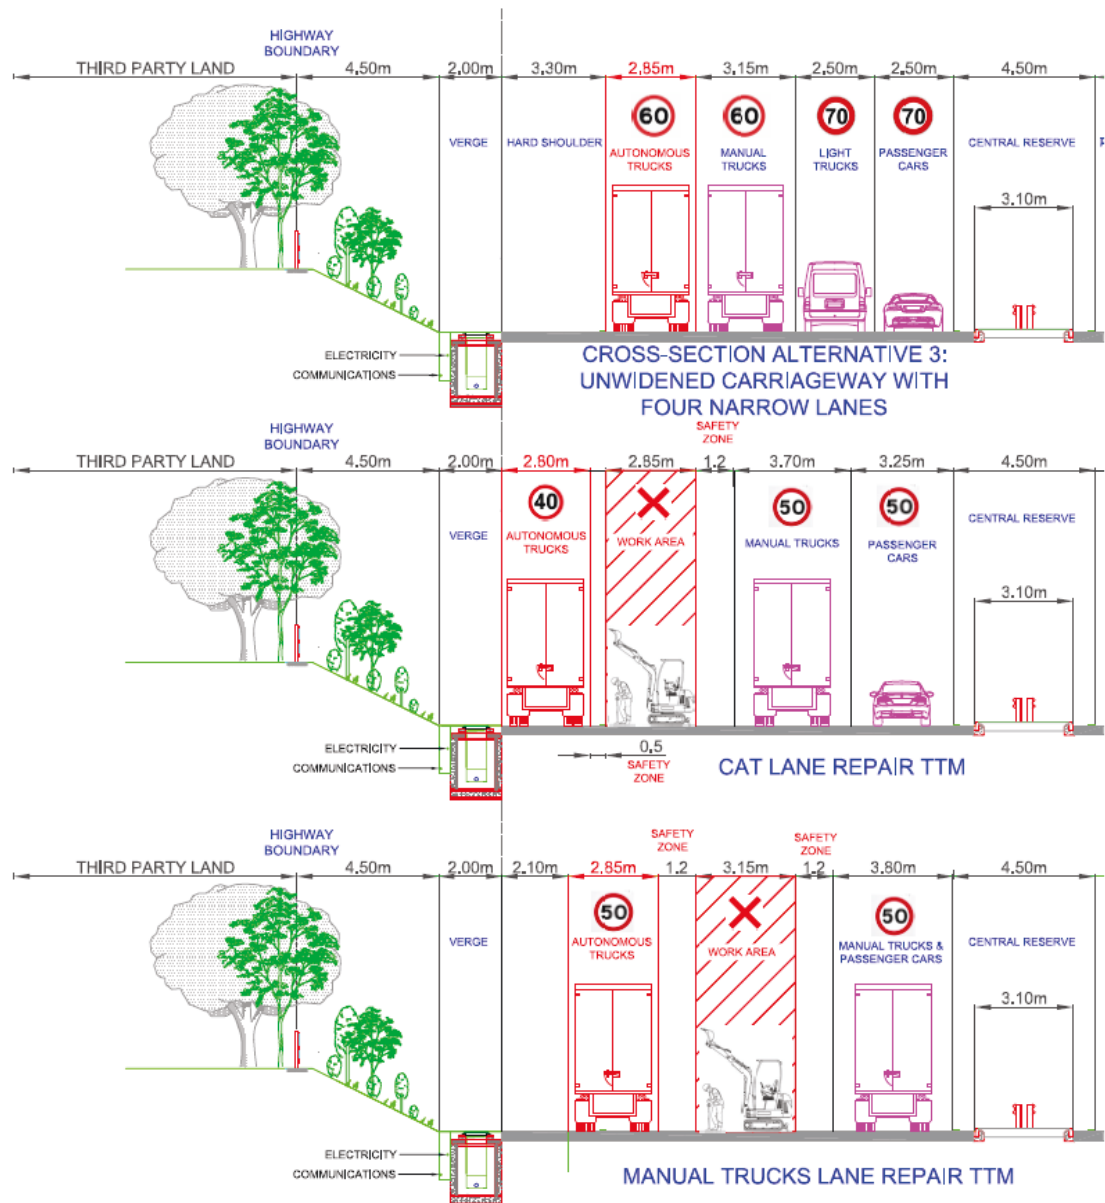 HIGHWAY
BOUNDARY
THIRD PARTY LAND 4.50m 2.00m 3.30m 2.85m 3.15m 2.50m 2.50m 4.50m
60 60 70 70
VERGE HARD SHOULDER AUTONOMOUS TRUCKS MANUAL TRUCKS LIGHT TRUCKS PASSENGER CARS CENTRAL RESERVE
3.10m
ELECTRICITY
COMMUNICATIONS
CROSS-SECTION ALTERNATIVE 3:
UNWIDENED CARRIAGEWAY WITH
FOUR NARROW LANES
HIGHWAY
BOUNDARY
SAFETY
ZONE
THIRD PARTY LAND 4.50m 2.00m 2.80m 2.85m 1.2 3.70m 3.25m 4.50m
40 50 50
VERGE AUTONOMOUS TRUCKS WORK AREA MANUAL TRUCKS PASSENGER CARS CENTRAL RESERVE
3.10m
ELECTRICITY
COMMUNICATIONS
0.5
SAFETY
ZONE
CAT LANE REPAIR TTM
HIGHWAY
BOUNDARY
SAFETY
ZONE
SAFETY
ZONE
THIRD PARTY LAND 4.50m 2.00m 2.10m 2.85m 1.2 3.15m 1.2 3.80m 4.50m
50 50
VERGE AUTONOMOUS TRUCKS WORK AREA MANUAL TRUCKS & PASSENGER CARS CENTRAL RESERVE
3.10m
ELECTRICITY
COMMUNICATIONS
MANUAL TRUCKS LANE REPAIR TTM